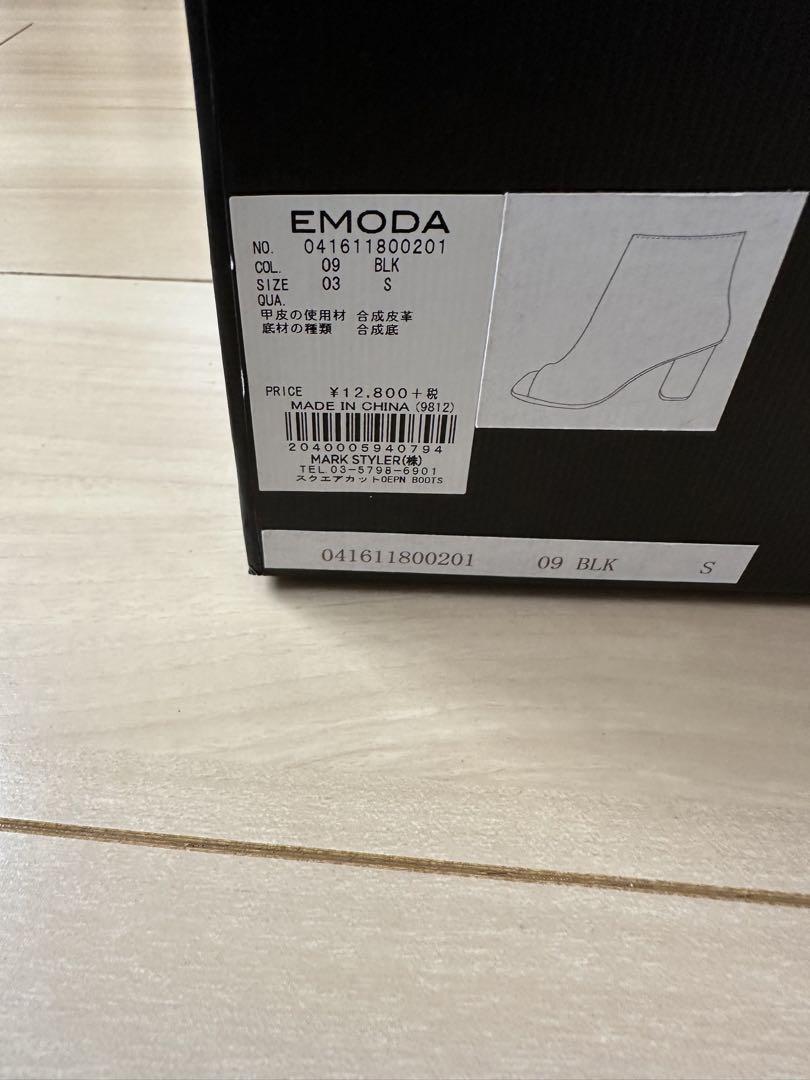 EMODA
NO. 041611800201
COL. 09 BLK
SIZE 03 S
QUA.
甲皮の使用材 合成皮革
底材の種類 合成底
PRICE ¥12,800+税
MADE IN CHINA (9812)
2040005940794
MARK STYLER(株)
TEL.03-5798-6901
スクエアカットOEPN BOOTS
041611800201 09 BLK S